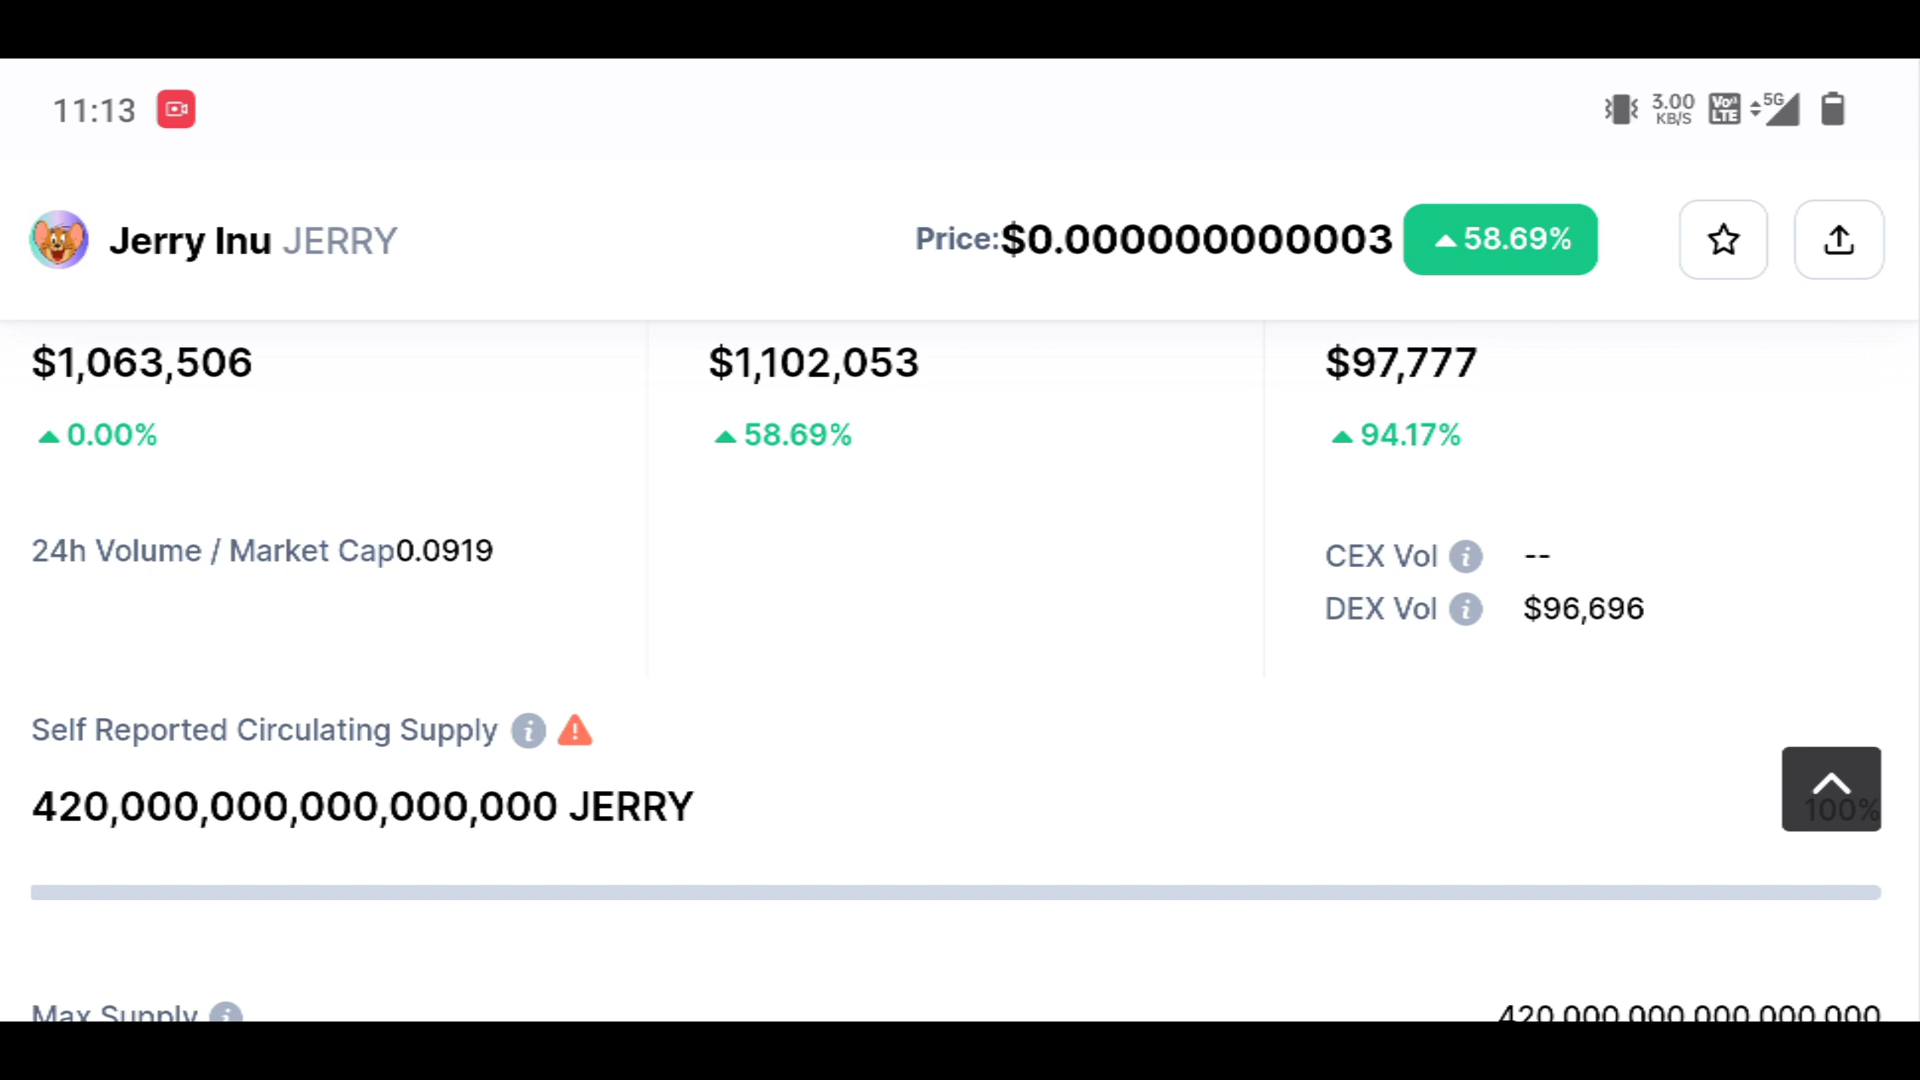 11:13
3.00
KB/S
Vo))
LTE
5G
Jerry Inu JERRY
Price:$0.000000000003
58.69%
$1,063,506
$1,102,053
$97,777
0.00%
58.69%
94.17%
24h Volume / Market Cap0.0919
CEX Vol --
DEX Vol $96,696
Self Reported Circulating Supply
420,000,000,000,000,000 JERRY
100%
Max Supply
420,000,000,000,000,000